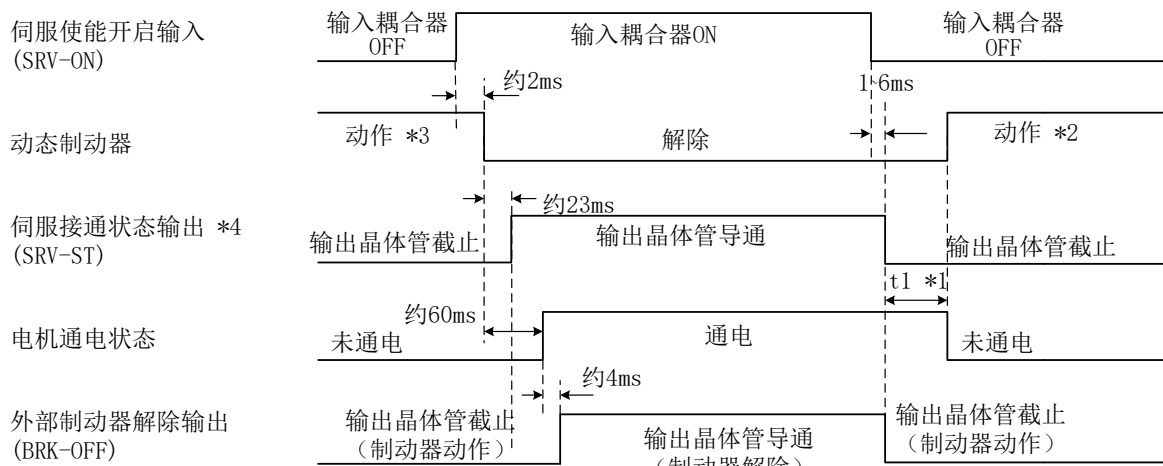 伺服使能开启输入
(SRV-ON)
输入耦合器
OFF
输入耦合器ON
输入耦合器
OFF
约2ms
1~6ms
动态制动器
动作 *3
解除
动作 *2
约23ms
伺服接通状态输出 *4
(SRV-ST)
输出晶体管截止
输出晶体管导通
输出晶体管截止
t1 *1
约60ms
电机通电状态
未通电
通电
未通电
约4ms
外部制动器解除输出
(BRK-OFF)
输出晶体管截止
（制动器动作）
输出晶体管导通
（制动器解除）
输出晶体管截止
（制动器动作）